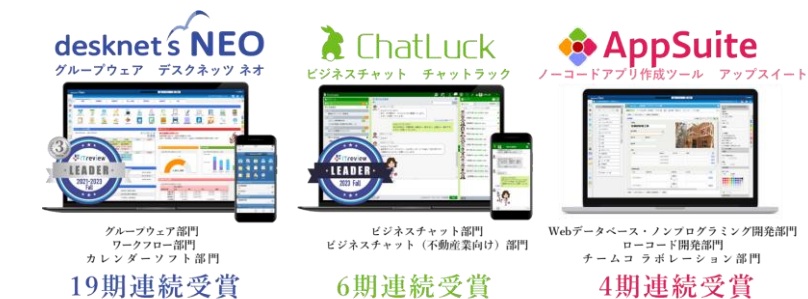 desknet's NEO
グループウェア デスクネッツ ネオ
3
ITreview
LEADER
2021-2023
Fall
グループウェア部門
ワークフロー部門
カレンダーソフト部門
19期連続受賞
ChatLuck
ビジネスチャット チャットラック
ITreview
LEADER
2023 Fall
ビジネスチャット部門
ビジネスチャット（不動産業向け）部門
6期連続受賞
AppSuite
ノーコードアプリ作成ツール アップスイート
Webデータベース・ノンプログラミング開発部門
ローコード開発部門
チームコ ラボレーション部門
4期連続受賞